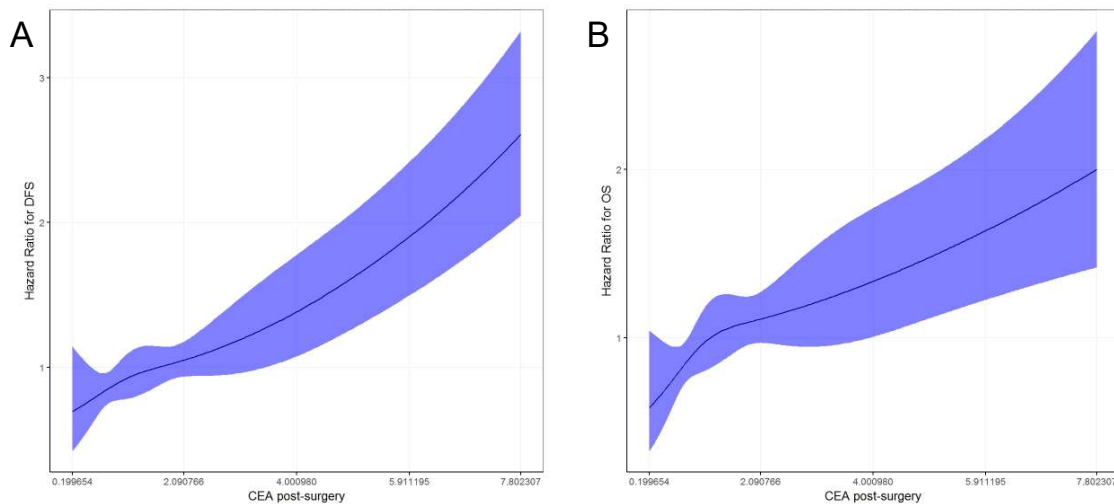 A
Hazard Ratio for DFS
3
2
1
0.199654
2.090766
4.000980
5.911195
7.802307
CEA post-surgery
B
Hazard Ratio for OS
2
1
0.199654
2.090766
4.000980
5.911195
7.802307
CEA post-surgery